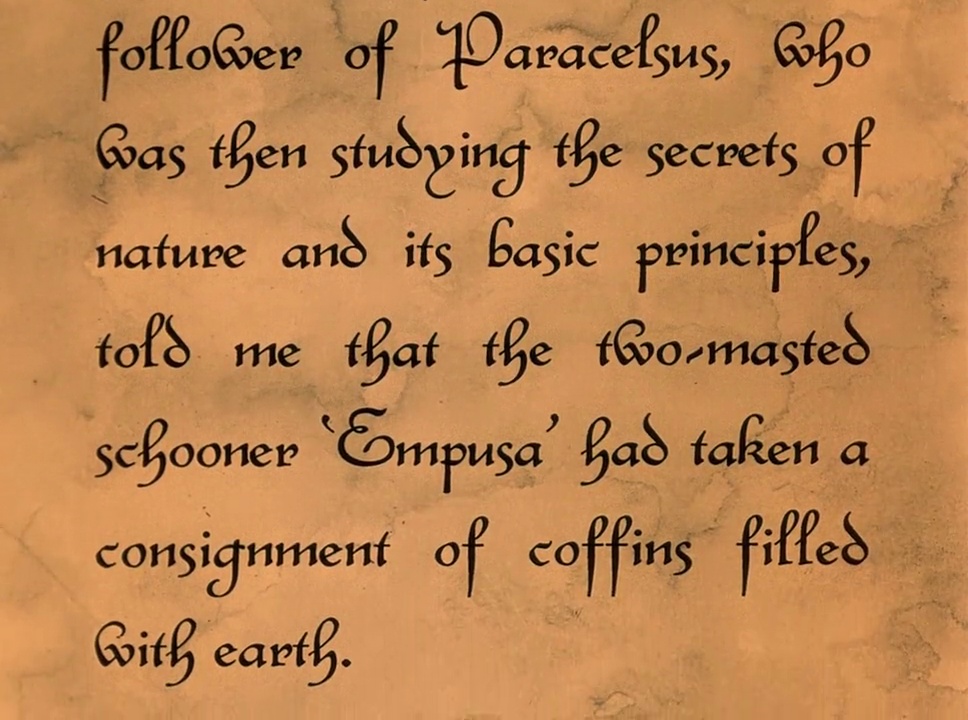 follower of Paracelsus, who
was then studying the secrets of
nature and its basic principles,
told me that the two-masted
schooner 'Empusa' had taken a
consignment of coffins filled
with earth.